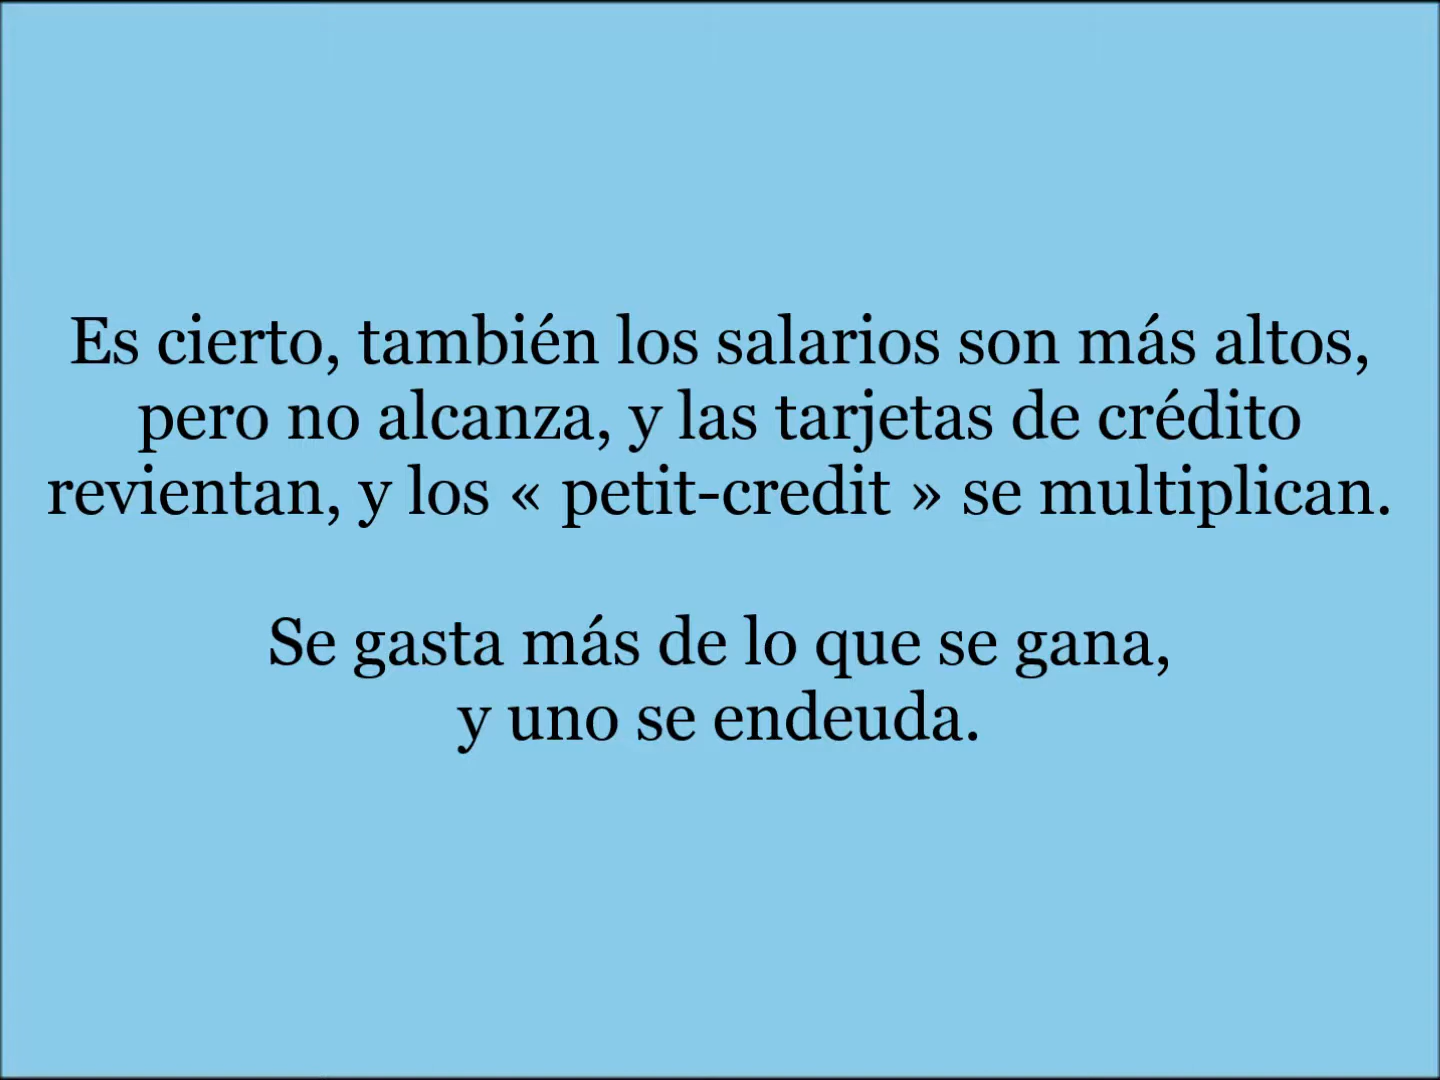 Es cierto, también los salarios son más altos,
pero no alcanza, y las tarjetas de crédito
revientan, y los « petit-credit » se multiplican.
Se gasta más de lo que se gana,
y uno se endeuda.